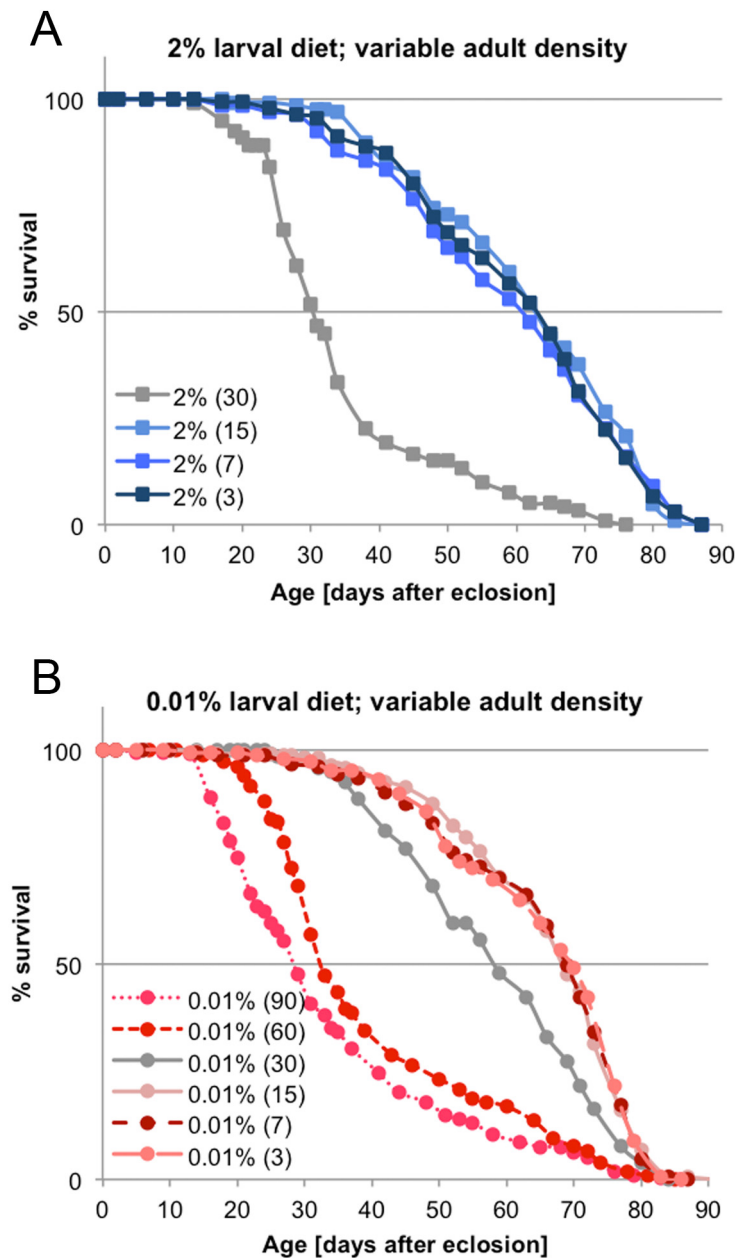 A
2% larval diet; variable adult density
100
50
0
% survival
2% (30)
2% (15)
2% (7)
2% (3)
0 10 20 30 40 50 60 70 80 90
Age [days after eclosion]
B
0.01% larval diet; variable adult density
100
50
0
% survival
0.01% (90)
0.01% (60)
0.01% (30)
0.01% (15)
0.01% (7)
0.01% (3)
0 10 20 30 40 50 60 70 80 90
Age [days after eclosion]